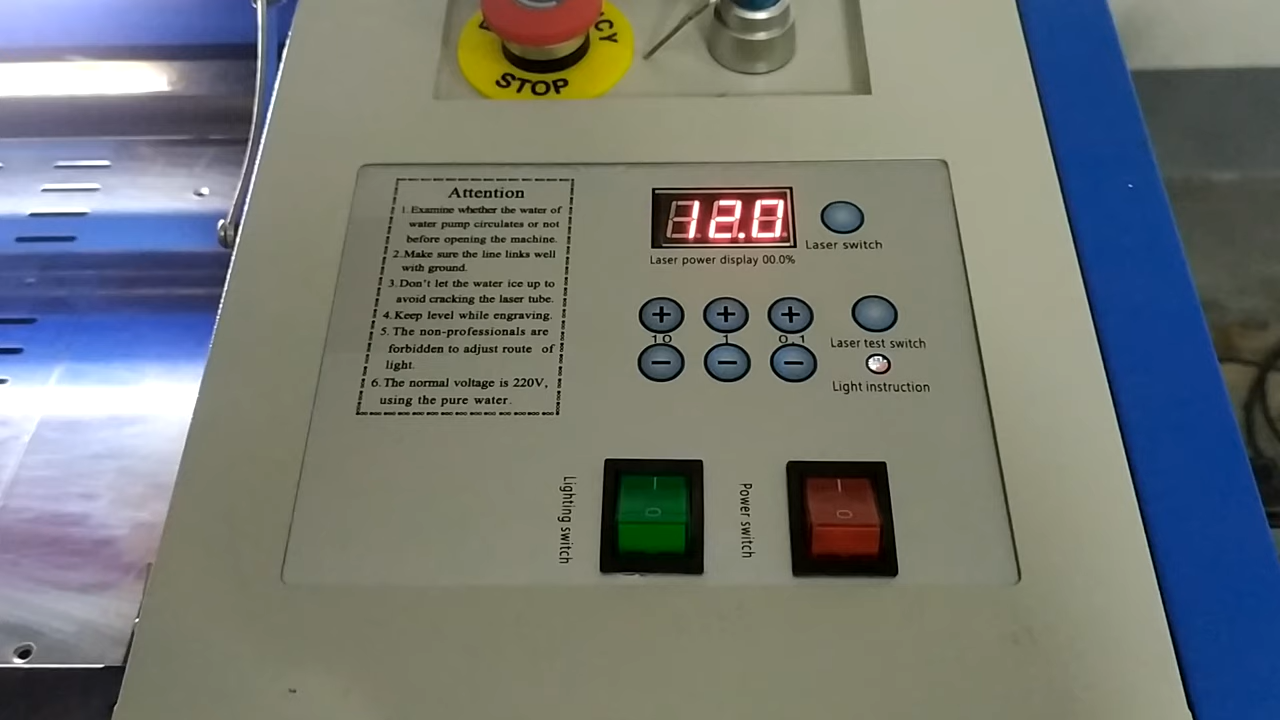 CY
STOP
Attention
1. Examine whether the water of
water pump circulates or not
before opening the machine.
2. Make sure the line links well
with ground.
3. Don't let the water ice up to
avoid cracking the laser tube.
4. Keep level while engraving.
5. The non-professionals are
forbidden to adjust route of
light.
6. The normal voltage is 220V,
using the pure water.
12.0
Laser power display 00.0%
Laser switch
+ + +
10 1 0.1
− − −
Laser test switch
Light instruction
Lighting switch
Power switch